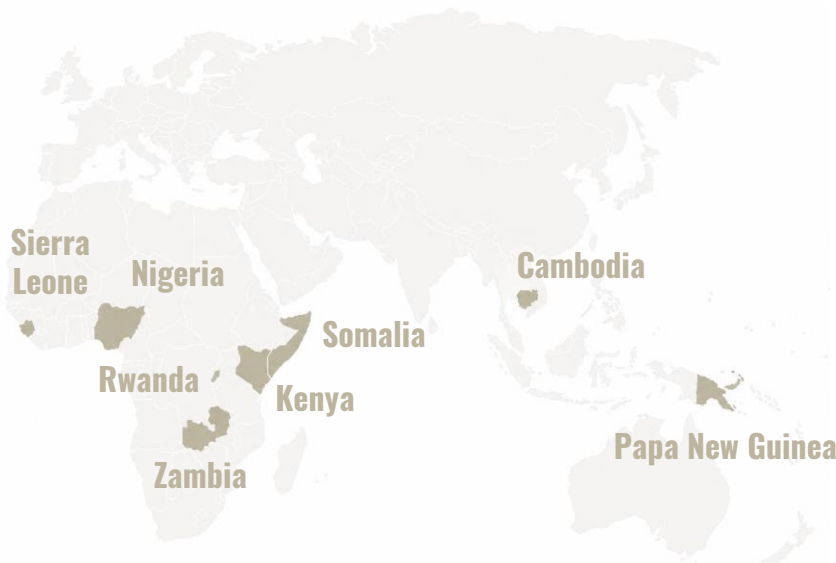 Sierra
Leone
Nigeria
Cambodia
Somalia
Rwanda
Kenya
Papa New Guinea
Zambia